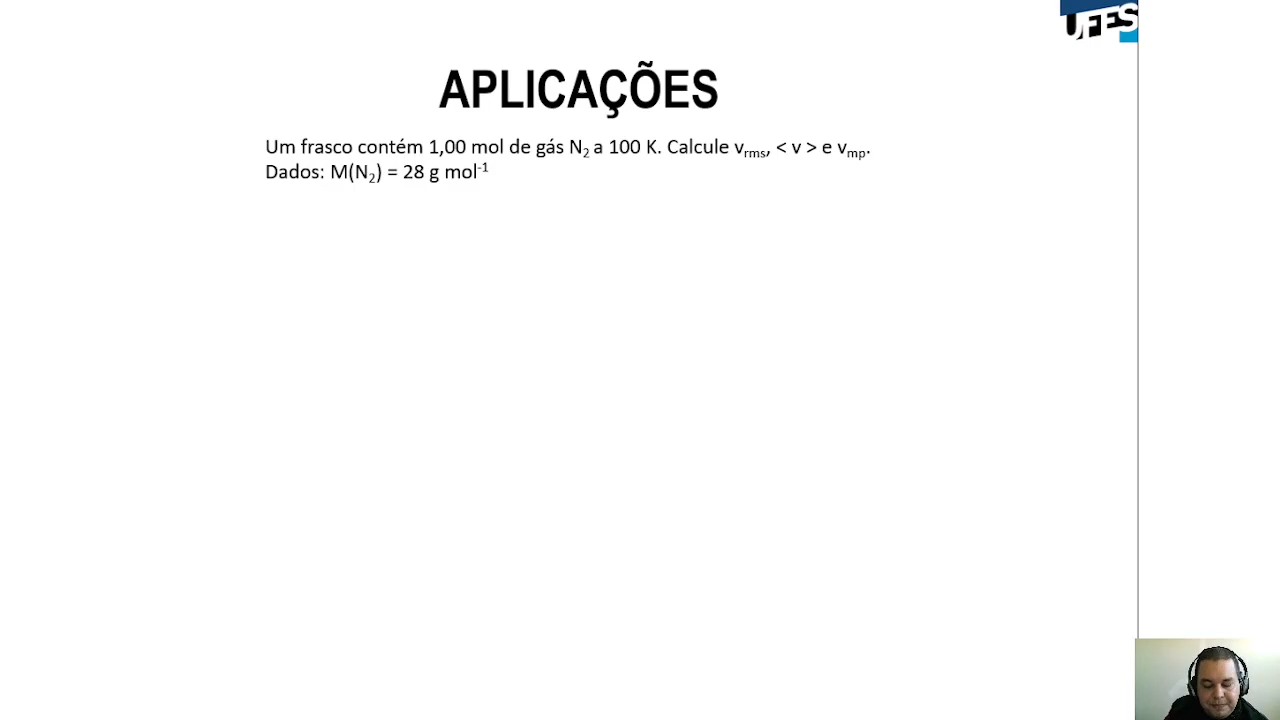 UFES
APLICAÇÕES
Um frasco contém 1,00 mol de gás N₂ a 100 K. Calcule vrms, < v > e vmp.
Dados: M(N₂) = 28 g mol⁻¹